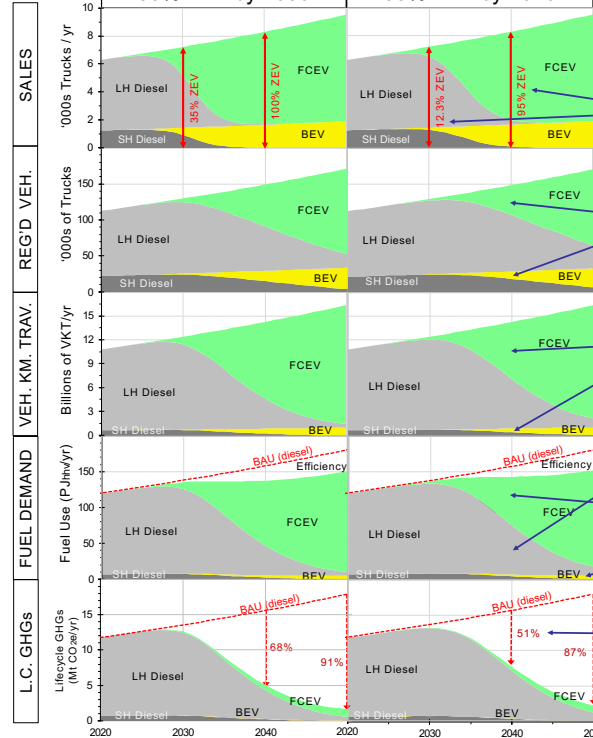 SALES
'000s Trucks / yr
10
8
6
4
2
0
LH Diesel
SH Diesel
35% ZEV
100% ZEV
FCEV
BEV
LH Diesel
SH Diesel
12.3% ZEV
95% ZEV
FCEV
BEV
REG'D VEH.
'000s of Trucks
150
100
50
0
LH Diesel
SH Diesel
FCEV
BEV
LH Diesel
SH Diesel
FCEV
BEV
VEH. KM. TRAV.
Billions of VKT/yr
15
12
9
6
3
0
LH Diesel
SH Diesel
FCEV
BEV
LH Diesel
SH Diesel
FCEV
BEV
FUEL DEMAND
Fuel Use (PJhhv/yr)
150
100
50
0
BAU (diesel)
Efficiency
LH Diesel
SH Diesel
FCEV
BEV
BAU (diesel)
Efficiency
LH Diesel
SH Diesel
FCEV
BEV
L.C. GHGs
Lifecycle GHGs
(Mt CO2e/yr)
15
10
5
0
BAU (diesel)
68%
91%
LH Diesel
SH Diesel
FCEV
BEV
BAU (diesel)
51%
87%
LH Diesel
SH Diesel
FCEV
BEV
2020
2030
2040
2020
2030
2040